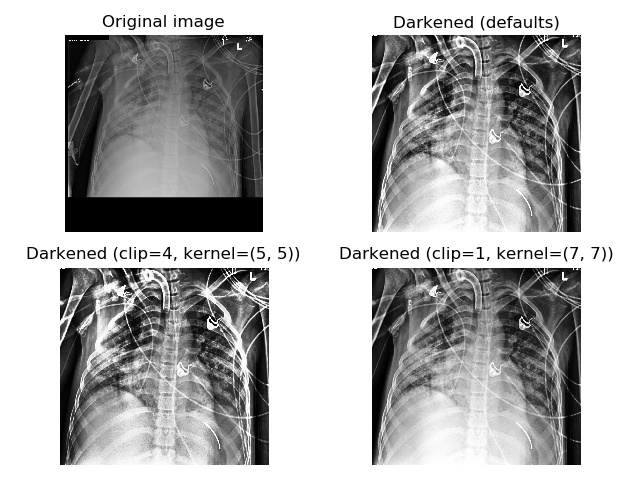 Original image
Darkened (defaults)
L
L
Darkened (clip=4, kernel=(5, 5))
Darkened (clip=1, kernel=(7, 7))
L
L